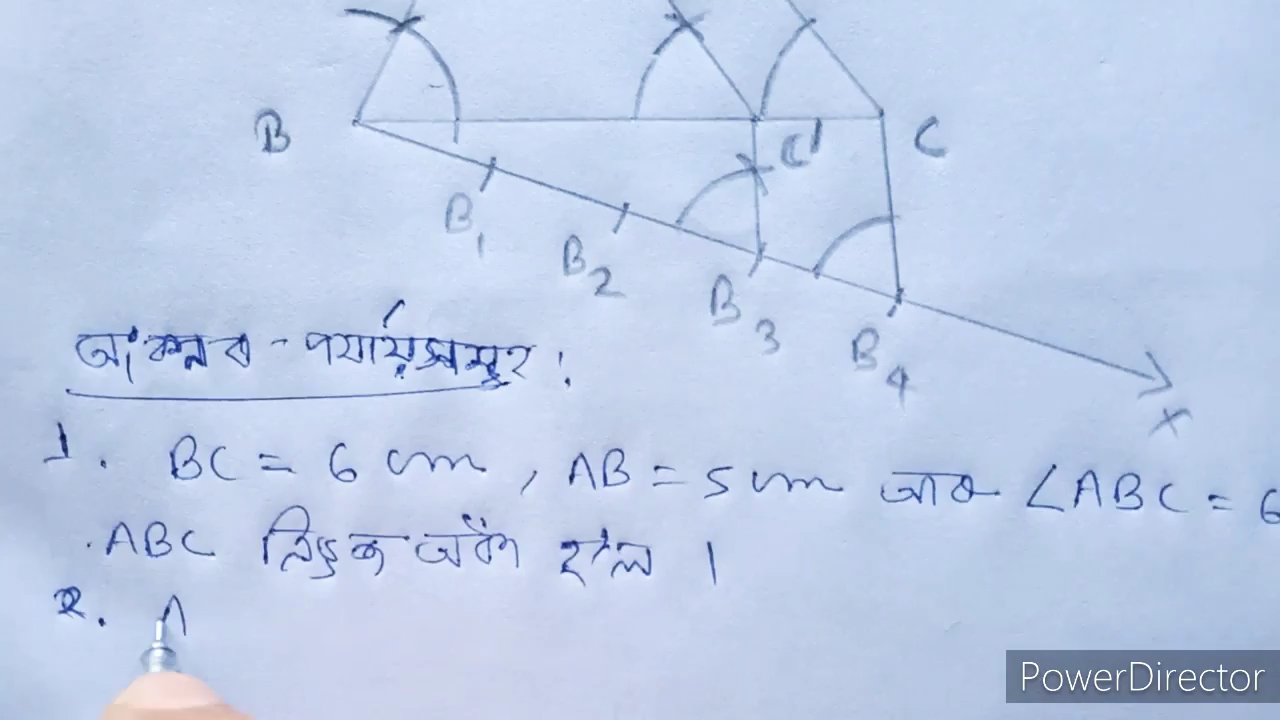 B
C'
C
B1
B2
B3
B4
X
অংকনৰ - পৰ্যায়সমূহ :
1. BC = 6 cm, AB = 5 cm আৰু ∠ABC = 6
ABC ত্ৰিভুজ অঁকা হ'ল ।
২. A
PowerDirector